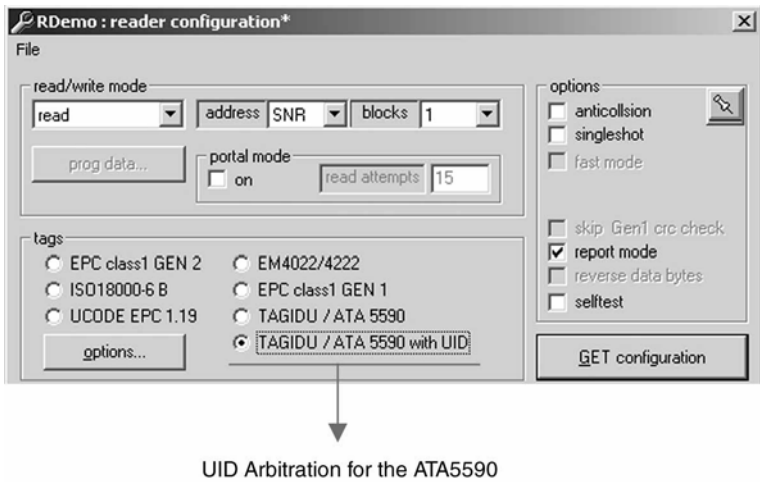 RDemo : reader configuration*
File
read/write mode
read
address SNR
blocks 1
prog data...
portal mode
on
read attempts 15
options
anticollsion
singleshot
fast mode
skip Gen1 crc check
report mode
reverse data bytes
selftest
tags
EPC class1 GEN 2
EM4022/4222
ISO18000-6 B
EPC class1 GEN 1
UCODE EPC 1.19
TAGIDU / ATA 5590
options...
TAGIDU / ATA 5590 with UID
GET configuration
UID Arbitration for the ATA5590